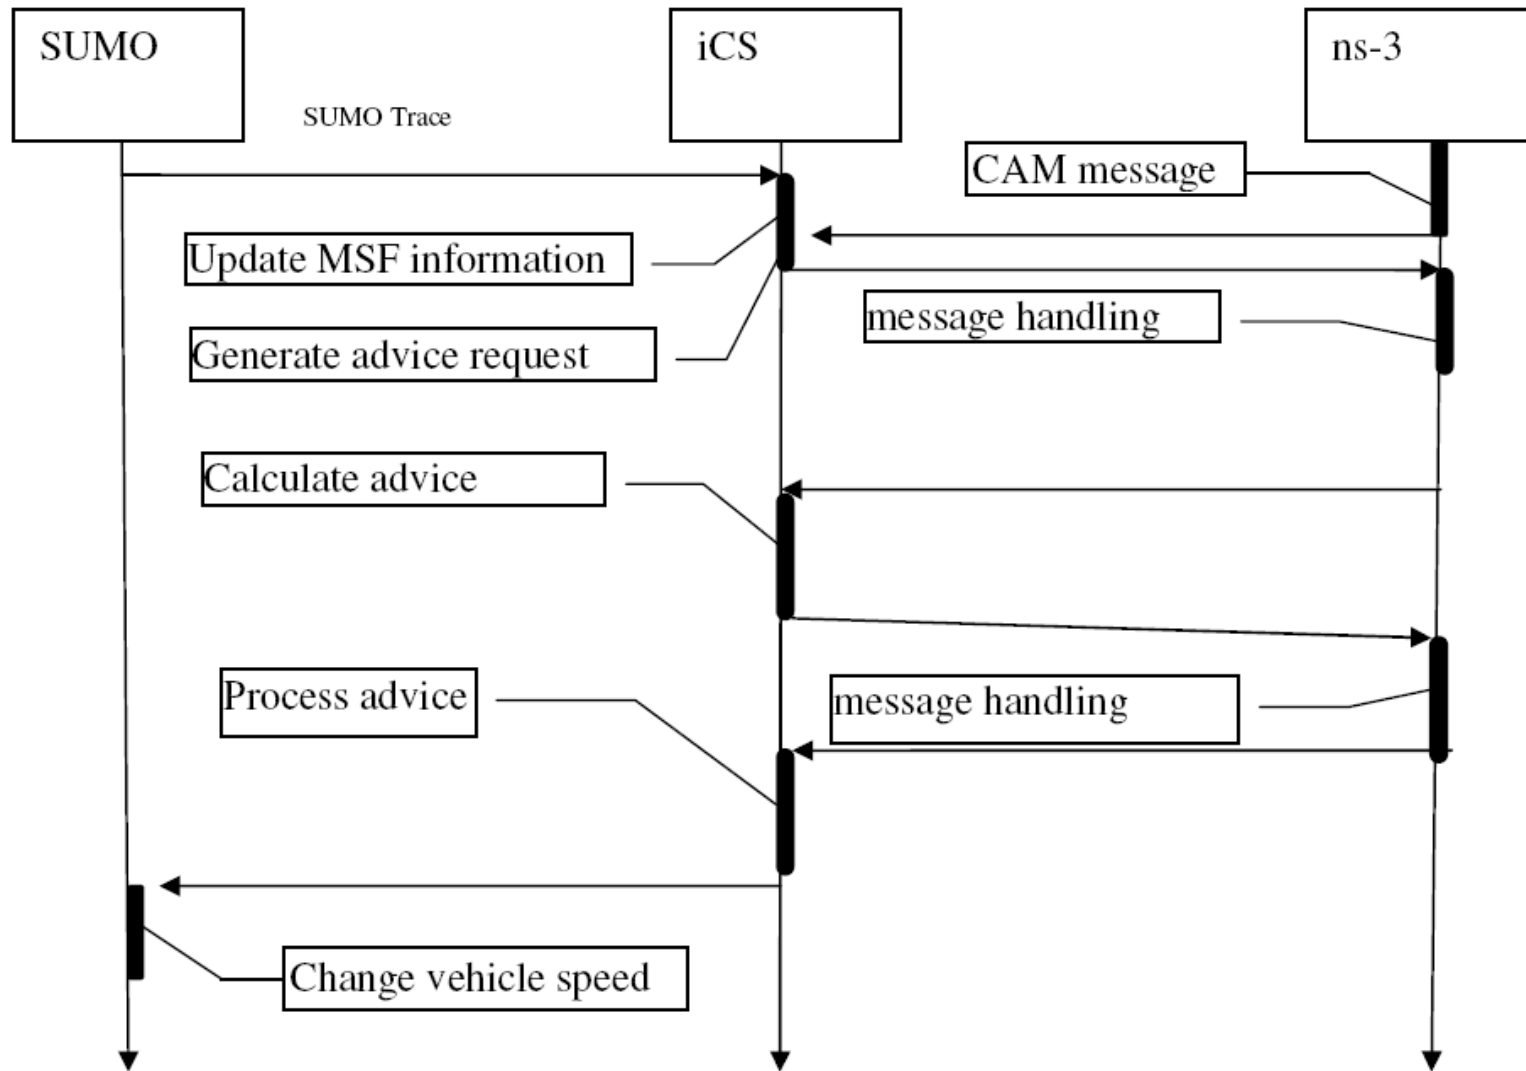 SUMO
iCS
ns-3
SUMO Trace
CAM message
Update MSF information
message handling
Generate advice request
Calculate advice
Process advice
message handling
Change vehicle speed